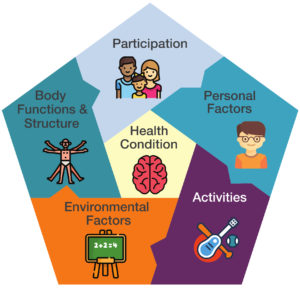 Participation
Body
Functions &
Structure
Personal
Factors
Health
Condition
Environmental
Factors
2+2=4
Activities